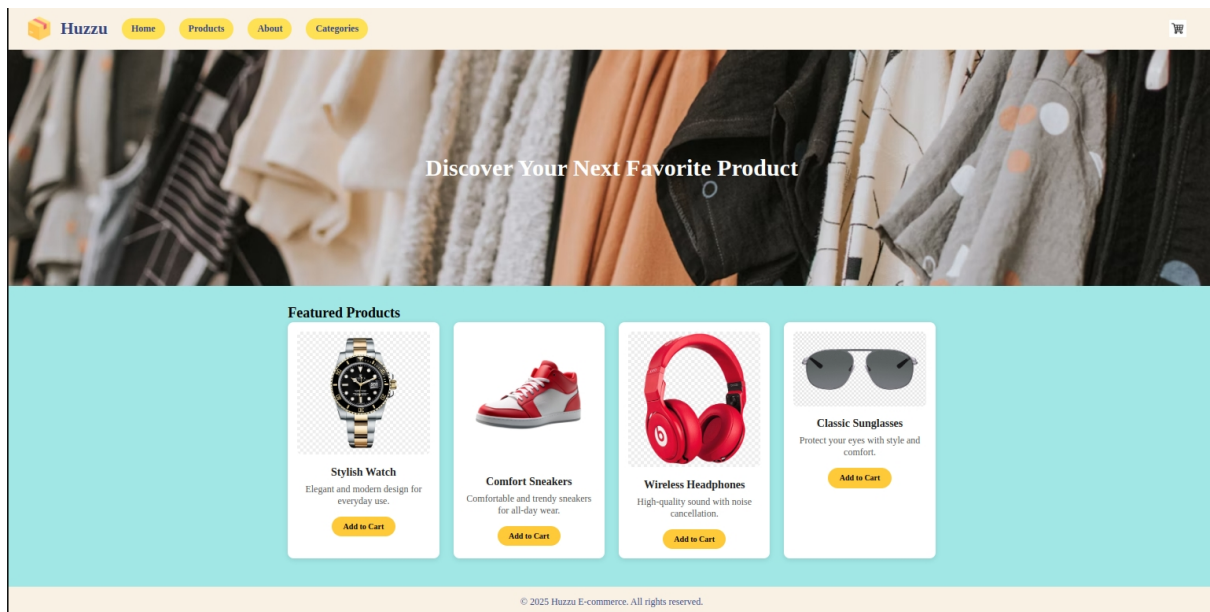 Huzzu Home Products About Categories
Discover Your Next Favorite Product
Featured Products
Stylish Watch
Elegant and modern design for
everyday use.
Add to Cart
Comfort Sneakers
Comfortable and trendy sneakers
for all-day wear.
Add to Cart
Wireless Headphones
High-quality sound with noise
cancellation.
Add to Cart
Classic Sunglasses
Protect your eyes with style and
comfort.
Add to Cart
© 2025 Huzzu E-commerce. All rights reserved.